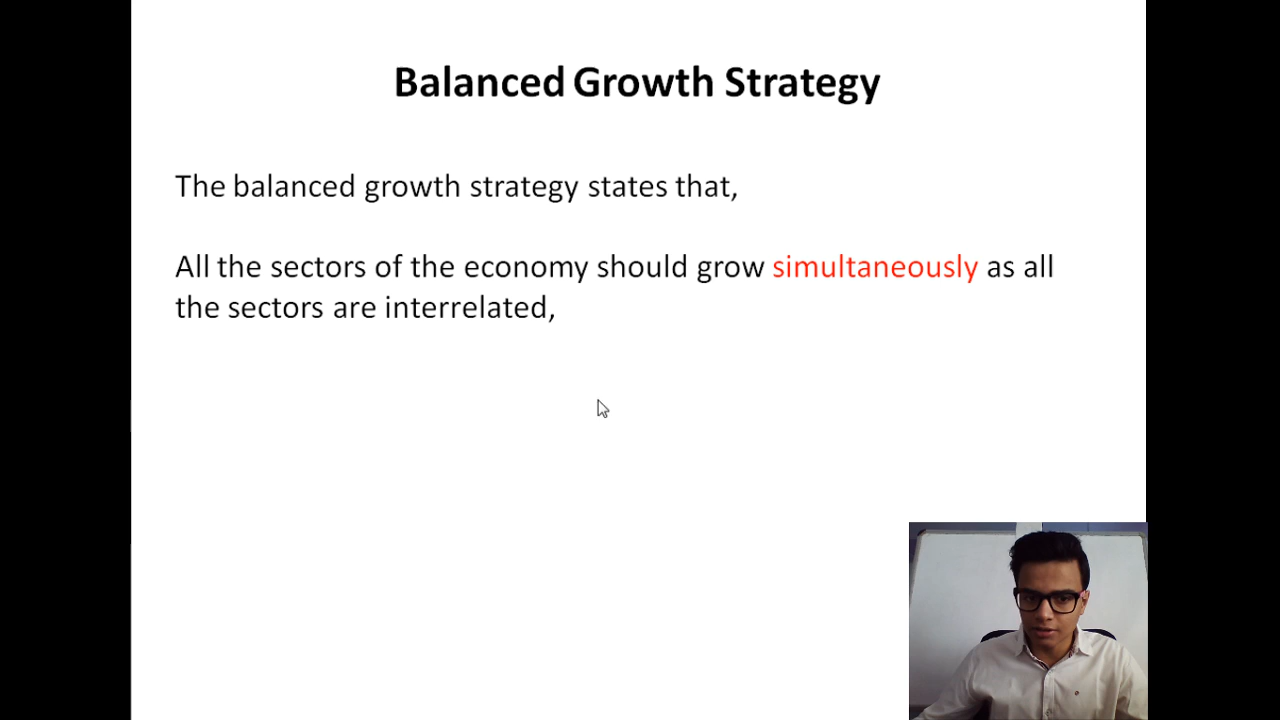 Balanced Growth Strategy
The balanced growth strategy states that,
All the sectors of the economy should grow simultaneously as all
the sectors are interrelated,